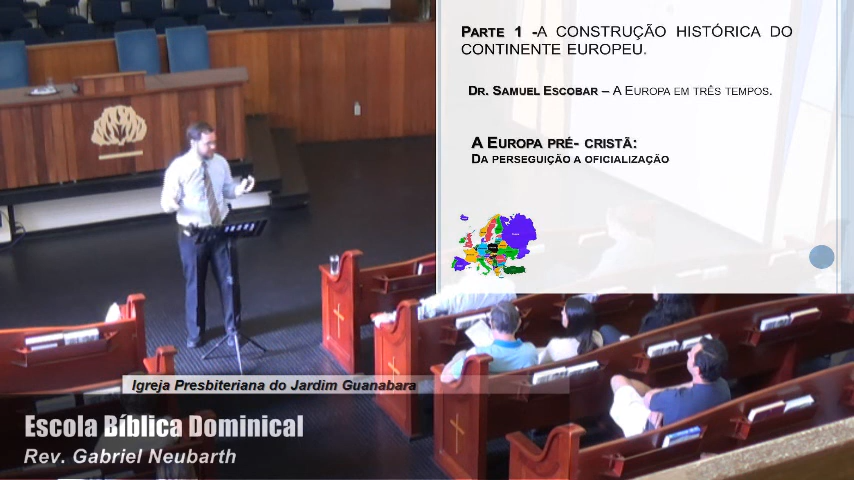 Parte 1 -A construção histórica do
continente europeu.
Dr. Samuel Escobar – A Europa em três tempos.
A Europa pré- cristã:
Da perseguição a oficialização
Igreja Presbiteriana do Jardim Guanabara
Escola Bíblica Dominical
Rev. Gabriel Neubarth